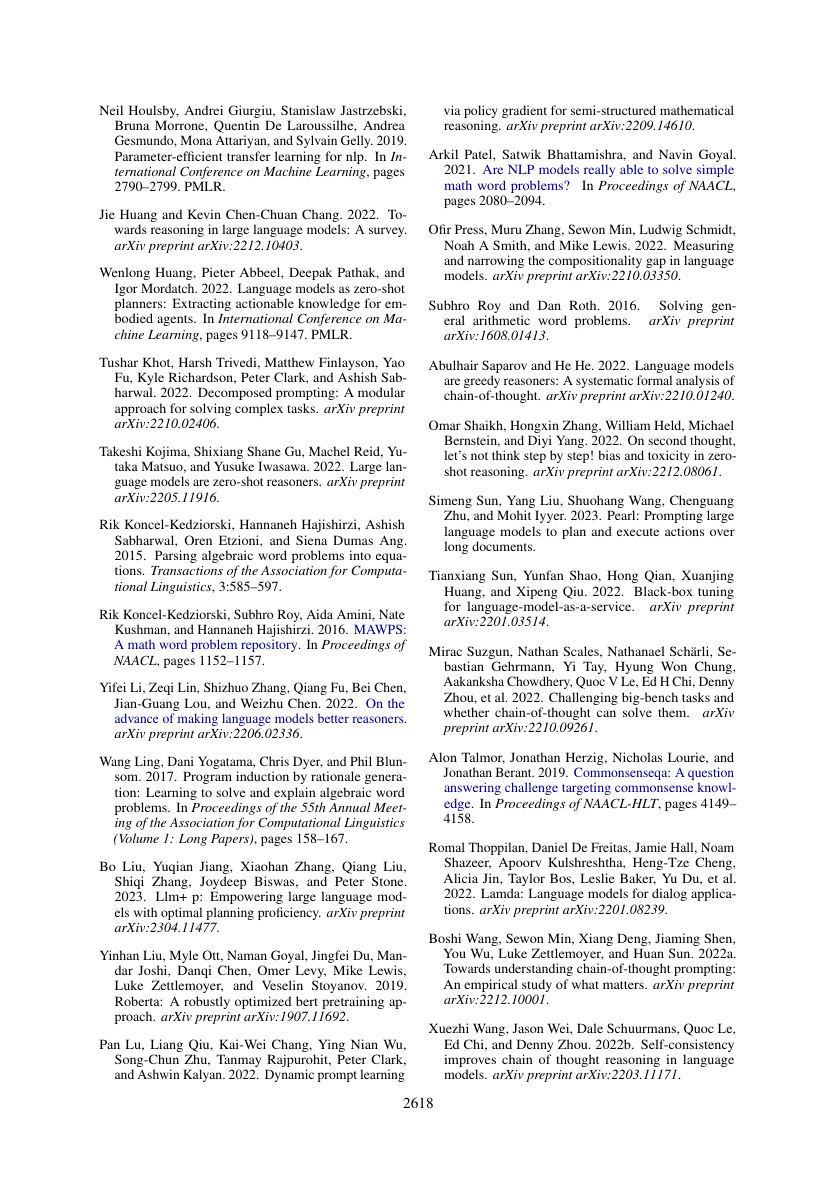 Neil Houlsby, Andrei Giurgiu, Stanislaw Jastrzebski,
Bruna Morrone, Quentin De Laroussilhe, Andrea
Gesmundo, Mona Attariyan, and Sylvain Gelly. 2019.
Parameter-efficient transfer learning for nlp. In In-
ternational Conference on Machine Learning, pages
2790–2799. PMLR.
Jie Huang and Kevin Chen-Chuan Chang. 2022. To-
wards reasoning in large language models: A survey.
arXiv preprint arXiv:2212.10403.
Wenlong Huang, Pieter Abbeel, Deepak Pathak, and
Igor Mordatch. 2022. Language models as zero-shot
planners: Extracting actionable knowledge for em-
bodied agents. In International Conference on Ma-
chine Learning, pages 9118–9147. PMLR.
Tushar Khot, Harsh Trivedi, Matthew Finlayson, Yao
Fu, Kyle Richardson, Peter Clark, and Ashish Sab-
harwal. 2022. Decomposed prompting: A modular
approach for solving complex tasks. arXiv preprint
arXiv:2210.02406.
Takeshi Kojima, Shixiang Shane Gu, Machel Reid, Yu-
taka Matsuo, and Yusuke Iwasawa. 2022. Large lan-
guage models are zero-shot reasoners. arXiv preprint
arXiv:2205.11916.
Rik Koncel-Kedziorski, Hannaneh Hajishirzi, Ashish
Sabharwal, Oren Etzioni, and Siena Dumas Ang.
2015. Parsing algebraic word problems into equa-
tions. Transactions of the Association for Computa-
tional Linguistics, 3:585–597.
Rik Koncel-Kedziorski, Subhro Roy, Aida Amini, Nate
Kushman, and Hannaneh Hajishirzi. 2016. MAWPS:
A math word problem repository. In Proceedings of
NAACL, pages 1152–1157.
Yifei Li, Zeqi Lin, Shizhuo Zhang, Qiang Fu, Bei Chen,
Jian-Guang Lou, and Weizhu Chen. 2022. On the
advance of making language models better reasoners.
arXiv preprint arXiv:2206.02336.
Wang Ling, Dani Yogatama, Chris Dyer, and Phil Blun-
som. 2017. Program induction by rationale genera-
tion: Learning to solve and explain algebraic word
problems. In Proceedings of the 55th Annual Meet-
ing of the Association for Computational Linguistics
(Volume 1: Long Papers), pages 158–167.
Bo Liu, Yuqian Jiang, Xiaohan Zhang, Qiang Liu,
Shiqi Zhang, Joydeep Biswas, and Peter Stone.
2023. Llm+ p: Empowering large language mod-
els with optimal planning proficiency. arXiv preprint
arXiv:2304.11477.
Yinhan Liu, Myle Ott, Naman Goyal, Jingfei Du, Man-
dar Joshi, Danqi Chen, Omer Levy, Mike Lewis,
Luke Zettlemoyer, and Veselin Stoyanov. 2019.
Roberta: A robustly optimized bert pretraining ap-
proach. arXiv preprint arXiv:1907.11692.
Pan Lu, Liang Qiu, Kai-Wei Chang, Ying Nian Wu,
Song-Chun Zhu, Tanmay Rajpurohit, Peter Clark,
and Ashwin Kalyan. 2022. Dynamic prompt learning
via policy gradient for semi-structured mathematical
reasoning. arXiv preprint arXiv:2209.14610.
Arkil Patel, Satwik Bhattamishra, and Navin Goyal.
2021. Are NLP models really able to solve simple
math word problems? In Proceedings of NAACL,
pages 2080–2094.
Ofir Press, Muru Zhang, Sewon Min, Ludwig Schmidt,
Noah A Smith, and Mike Lewis. 2022. Measuring
and narrowing the compositionality gap in language
models. arXiv preprint arXiv:2210.03350.
Subhro Roy and Dan Roth. 2016. Solving gen-
eral arithmetic word problems. arXiv preprint
arXiv:1608.01413.
Abulhair Saparov and He He. 2022. Language models
are greedy reasoners: A systematic formal analysis of
chain-of-thought. arXiv preprint arXiv:2210.01240.
Omar Shaikh, Hongxin Zhang, William Held, Michael
Bernstein, and Diyi Yang. 2022. On second thought,
let's not think step by step! bias and toxicity in zero-
shot reasoning. arXiv preprint arXiv:2212.08061.
Simeng Sun, Yang Liu, Shuohang Wang, Chenguang
Zhu, and Mohit Iyyer. 2023. Pearl: Prompting large
language models to plan and execute actions over
long documents.
Tianxiang Sun, Yunfan Shao, Hong Qian, Xuanjing
Huang, and Xipeng Qiu. 2022. Black-box tuning
for language-model-as-a-service. arXiv preprint
arXiv:2201.03514.
Mirac Suzgun, Nathan Scales, Nathanael Schärli, Se-
bastian Gehrmann, Yi Tay, Hyung Won Chung,
Aakanksha Chowdhery, Quoc V Le, Ed H Chi, Denny
Zhou, et al. 2022. Challenging big-bench tasks and
whether chain-of-thought can solve them. arXiv
preprint arXiv:2210.09261.
Alon Talmor, Jonathan Herzig, Nicholas Lourie, and
Jonathan Berant. 2019. Commonsenseqa: A question
answering challenge targeting commonsense knowl-
edge. In Proceedings of NAACL-HLT, pages 4149–
4158.
Romal Thoppilan, Daniel De Freitas, Jamie Hall, Noam
Shazeer, Apoorv Kulshreshtha, Heng-Tze Cheng,
Alicia Jin, Taylor Bos, Leslie Baker, Yu Du, et al.
2022. Lamda: Language models for dialog applica-
tions. arXiv preprint arXiv:2201.08239.
Boshi Wang, Sewon Min, Xiang Deng, Jiaming Shen,
You Wu, Luke Zettlemoyer, and Huan Sun. 2022a.
Towards understanding chain-of-thought prompting:
An empirical study of what matters. arXiv preprint
arXiv:2212.10001.
Xuezhi Wang, Jason Wei, Dale Schuurmans, Quoc Le,
Ed Chi, and Denny Zhou. 2022b. Self-consistency
improves chain of thought reasoning in language
models. arXiv preprint arXiv:2203.11171.
2618